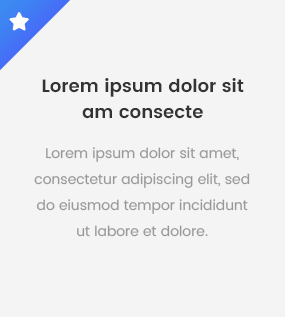 Lorem ipsum dolor sit
am consecte
Lorem ipsum dolor sit amet,
consectetur adipiscing elit, sed
do eiusmod tempor incididunt
ut labore et dolore.